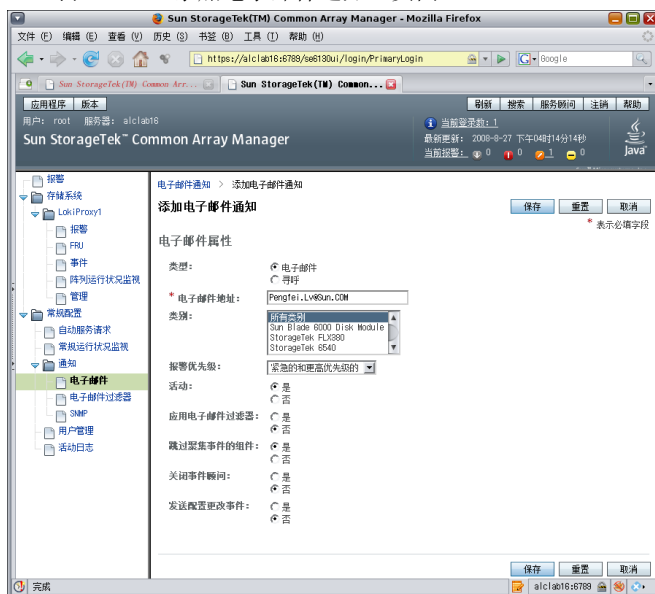 Sun StorageTek(TM) Common Array Manager - Mozilla Firefox
文件 (F) 编辑 (E) 查看 (V) 历史 (S) 书签 (B) 工具 (T) 帮助 (H)
https://alclab16:6789/se6130ui/login/PrimaryLogin
Google
Sun StorageTek(TM) Common Arr...
Sun StorageTek(TM) Common...
应用程序 版本
刷新 搜索 服务顾问 注销 帮助
用户: root 服务器: alclab16
当前登录数: 1
Sun StorageTek™ Common Array Manager
最新更新: 2008-8-27 下午04时14分14秒
当前报警: 0 0 1 0
Java
报警
存储系统
LokiProxy1
报警
FRU
事件
阵列运行状况监视
管理
常规配置
自动服务请求
常规运行状况监视
通知
电子邮件
电子邮件过滤器
SNMP
用户管理
活动日志
电子邮件通知 > 添加电子邮件通知
添加电子邮件通知
保存 重置 取消
* 表示必填字段
电子邮件属性
类型: 电子邮件
寻呼
* 电子邮件地址: Pengfei.Lv@Sun.COM
类别: 所有类别
Sun Blade 6000 Disk Module
StorageTek FLX380
StorageTek 6540
报警优先级: 紧急的和更高优先级的
活动: 是
否
应用电子邮件过滤器: 是
否
跳过聚集事件的组件: 是
否
关闭事件顾问: 是
否
发送配置更改事件: 是
否
保存 重置 取消
完成
alclab16:6789